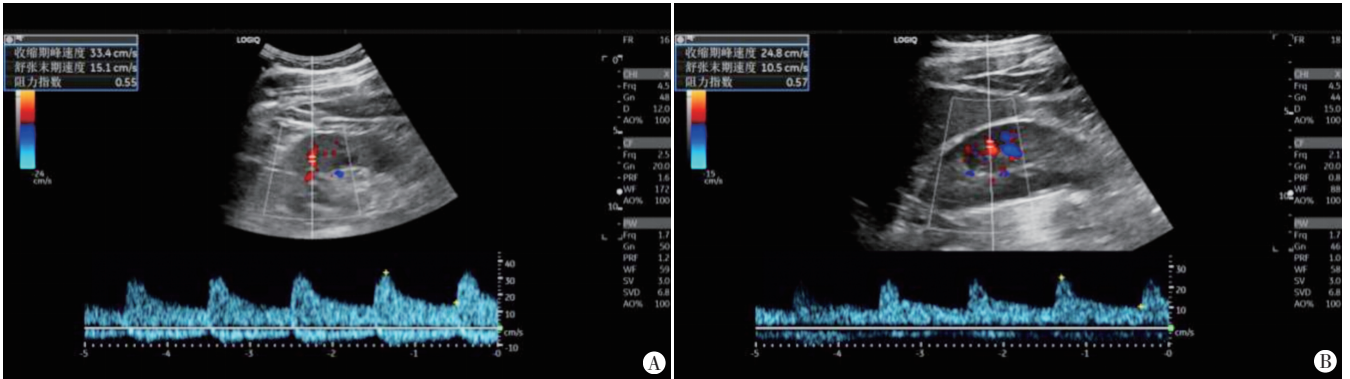 收缩期峰速度 33.4 cm/s
舒张末期速度 15.1 cm/s
阻力指数 0.55
LOGIQ
FR 16
0
CHI X
Frq 4.5
Gn 48
D 12.0
AO% 100
5
CF
Frq 2.5
Gn 20.0
PRF 1.6
WF 172
AO% 100
10
PW
Frq 1.7
Gn 50
PRF 1.2
WF 59
SV 3.0
SVD 6.8
AO% 100
-24
cm/s
40
30
20
10
cm/s
-10
-5 -4 -3 -2 -1 -0
A
收缩期峰速度 24.8 cm/s
舒张末期速度 10.5 cm/s
阻力指数 0.57
LOGIQ
FR 18
CHI X
Frq 4.5
Gn 44
D 15.0
AO% 100
5
CF
Frq 2.1
Gn 20.0
PRF 0.8
WF 88
AO% 100
10
PW
Frq 1.7
Gn 46
PRF 1.0
WF 58
SV 3.0
SVD 6.8
AO% 100
-15
cm/s
30
20
10
cm/s
-5 -4 -3 -2 -1 -0
B